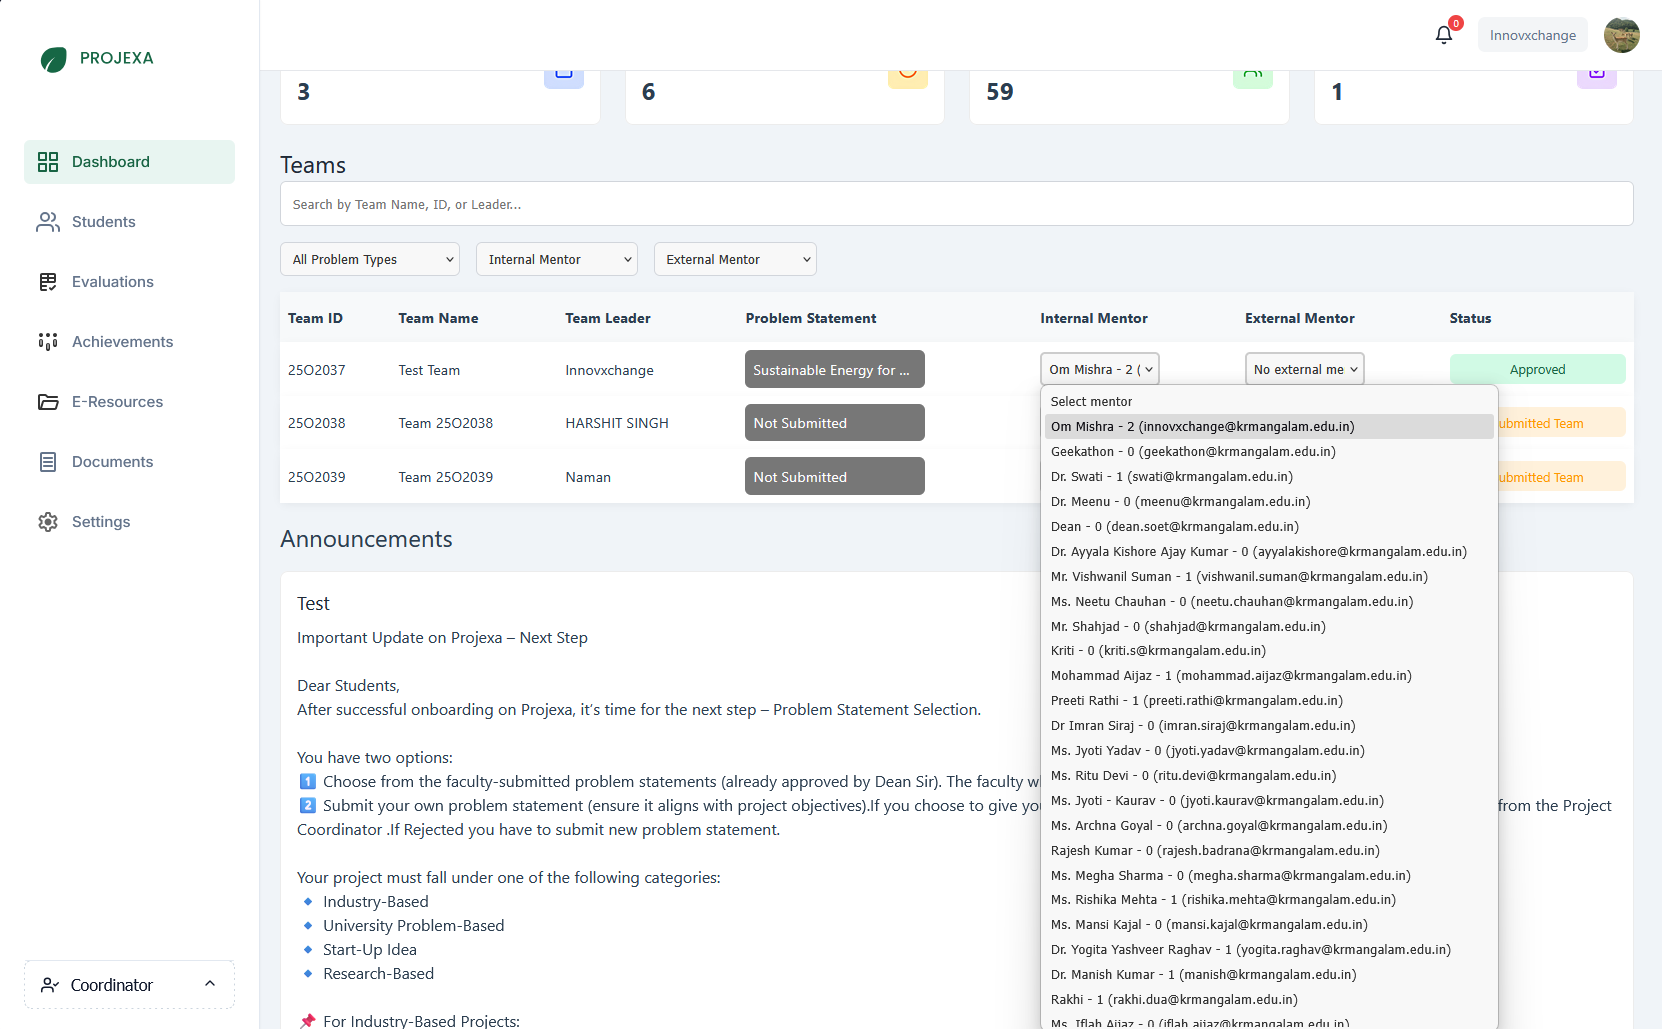 PROJEXA
0
Innovxchange
Dashboard
Students
Evaluations
Achievements
E-Resources
Documents
Settings
Coordinator
3
6
59
1
Teams
Search by Team Name, ID, or Leader...
All Problem Types
Internal Mentor
External Mentor
Team ID Team Name Team Leader Problem Statement Internal Mentor External Mentor Status
25O2037 Test Team Innovxchange Sustainable Energy for ... Om Mishra - 2 ( No external me Approved
25O2038 Team 25O2038 HARSHIT SINGH Not Submitted ubmitted Team
25O2039 Team 25O2039 Naman Not Submitted ubmitted Team
Select mentor
Om Mishra - 2 (innovxchange@krmangalam.edu.in)
Geekathon - 0 (geekathon@krmangalam.edu.in)
Dr. Swati - 1 (swati@krmangalam.edu.in)
Dr. Meenu - 0 (meenu@krmangalam.edu.in)
Dean - 0 (dean.soet@krmangalam.edu.in)
Dr. Ayyala Kishore Ajay Kumar - 0 (ayyalakishore@krmangalam.edu.in)
Mr. Vishwanil Suman - 1 (vishwanil.suman@krmangalam.edu.in)
Ms. Neetu Chauhan - 0 (neetu.chauhan@krmangalam.edu.in)
Mr. Shahjad - 0 (shahjad@krmangalam.edu.in)
Kriti - 0 (kriti.s@krmangalam.edu.in)
Mohammad Aijaz - 1 (mohammad.aijaz@krmangalam.edu.in)
Preeti Rathi - 1 (preeti.rathi@krmangalam.edu.in)
Dr Imran Siraj - 0 (imran.siraj@krmangalam.edu.in)
Ms. Jyoti Yadav - 0 (jyoti.yadav@krmangalam.edu.in)
Ms. Ritu Devi - 0 (ritu.devi@krmangalam.edu.in)
Ms. Jyoti - Kaurav - 0 (jyoti.kaurav@krmangalam.edu.in)
Ms. Archna Goyal - 0 (archna.goyal@krmangalam.edu.in)
Rajesh Kumar - 0 (rajesh.badrana@krmangalam.edu.in)
Ms. Megha Sharma - 0 (megha.sharma@krmangalam.edu.in)
Ms. Rishika Mehta - 1 (rishika.mehta@krmangalam.edu.in)
Ms. Mansi Kajal - 0 (mansi.kajal@krmangalam.edu.in)
Dr. Yogita Yashveer Raghav - 1 (yogita.raghav@krmangalam.edu.in)
Dr. Manish Kumar - 1 (manish@krmangalam.edu.in)
Rakhi - 1 (rakhi.dua@krmangalam.edu.in)
Ms. Iflah Aijaz - 0 (iflah.aijaz@krmangalam.edu.in)
Announcements
Test
Important Update on Projexa – Next Step
Dear Students,
After successful onboarding on Projexa, it’s time for the next step – Problem Statement Selection.
You have two options:
1️⃣ Choose from the faculty-submitted problem statements (already approved by Dean Sir). The faculty w
2️⃣ Submit your own problem statement (ensure it aligns with project objectives).If you choose to give yo from the Project
Coordinator .If Rejected you have to submit new problem statement.
Your project must fall under one of the following categories:
🔹 Industry-Based
🔹 University Problem-Based
🔹 Start-Up Idea
🔹 Research-Based
📌 For Industry-Based Projects: